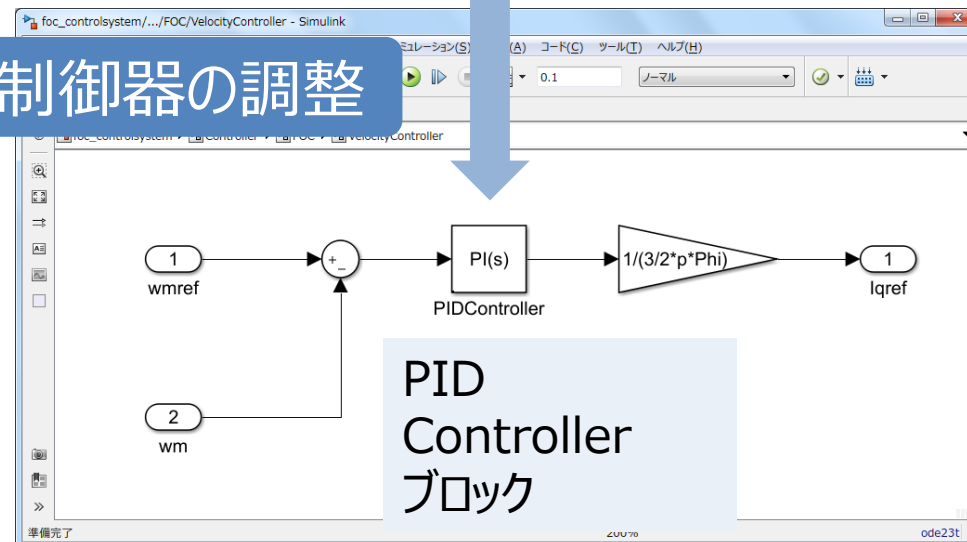 foc_controlsystem/.../FOC/VelocityController - Simulink
ミュレーション(S) (A) コード(C) ツール(T) ヘルプ(H)
制御器の調整
0.1
ノーマル
foc_controlsystem Controller FOC VelocityController
1
wmref
+
−
PI(s)
PIDController
1/(3/2*p*Phi)
1
Iqref
2
wm
PID
Controller
ブロック
準備完了
200%
ode23t